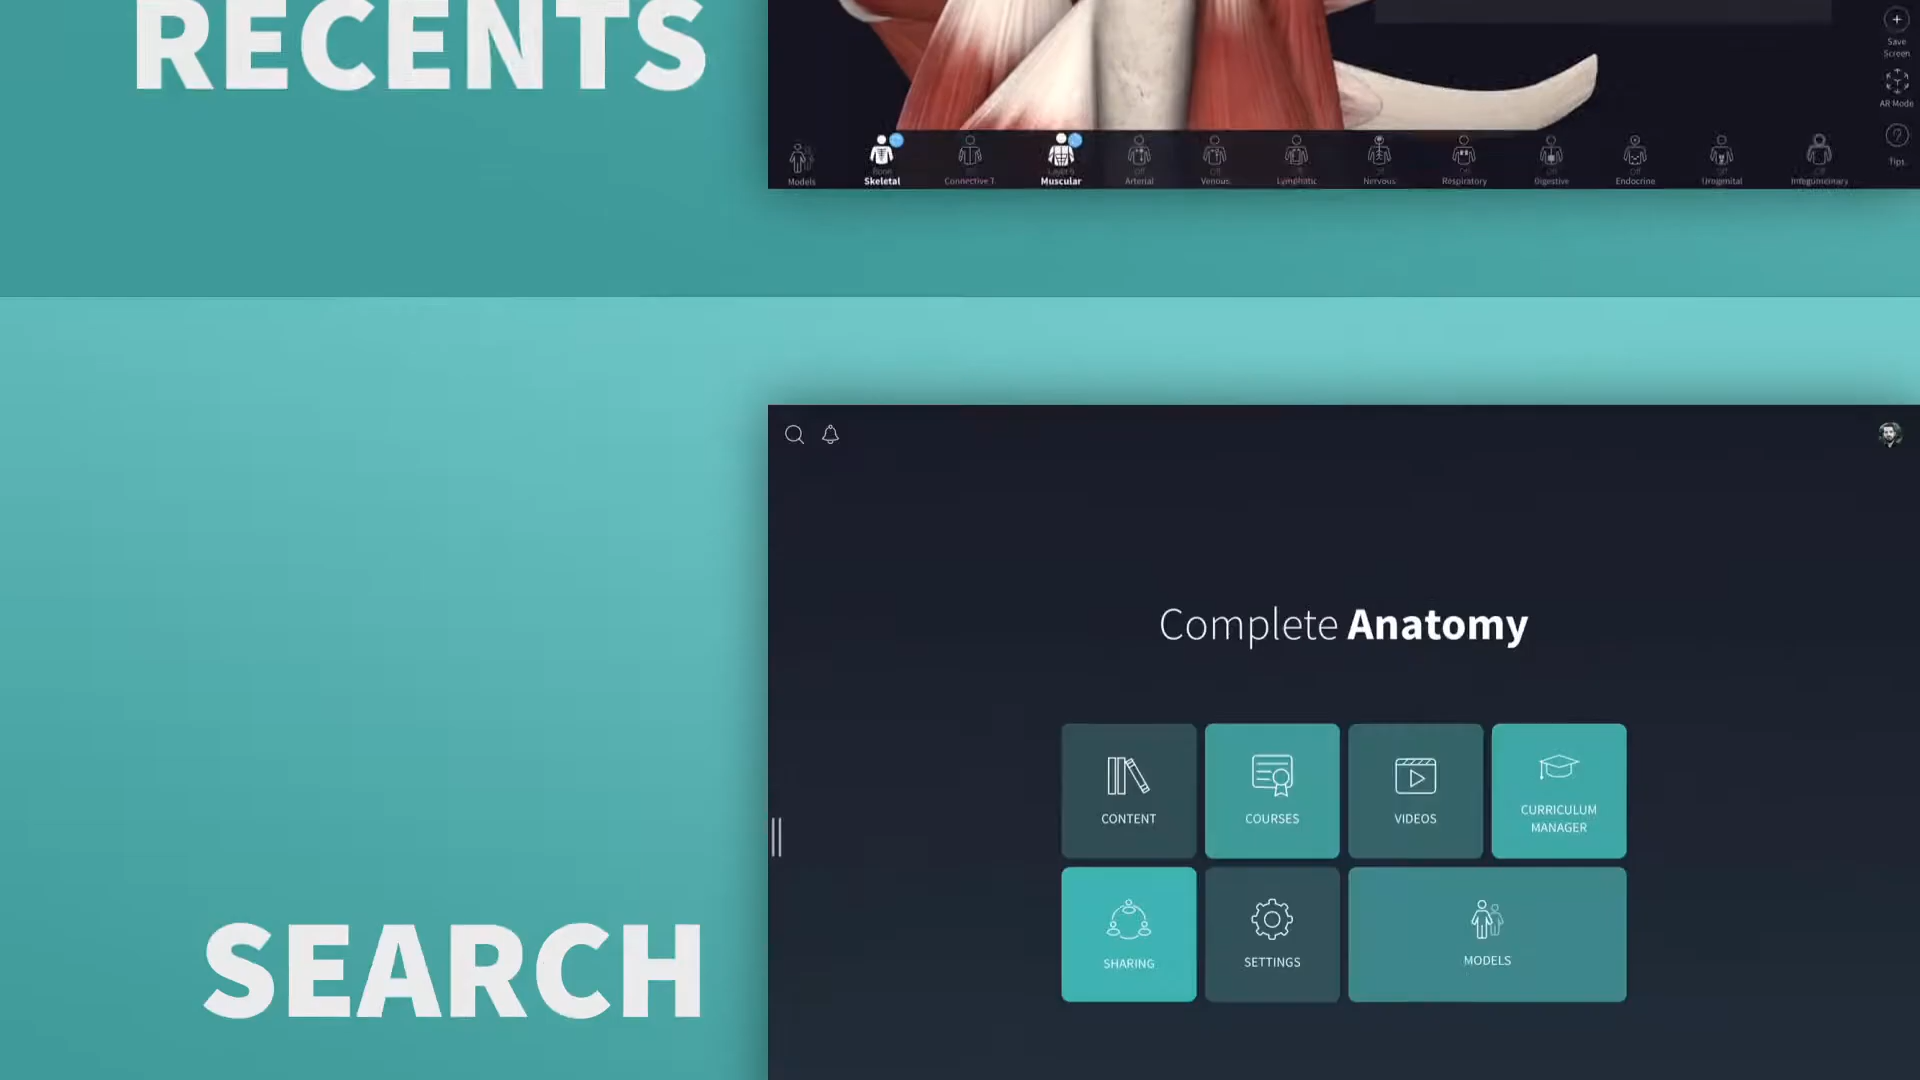 RECENTS
Save
Screen
AR Mode
Tips
Models
Skeletal
Connective T.
Muscular
Arterial
Venous
Lymphatic
Nervous
Respiratory
Digestive
Endocrine
Urogenital
Integumentary
SEARCH
Complete Anatomy
CONTENT
COURSES
VIDEOS
CURRICULUM
MANAGER
SHARING
SETTINGS
MODELS